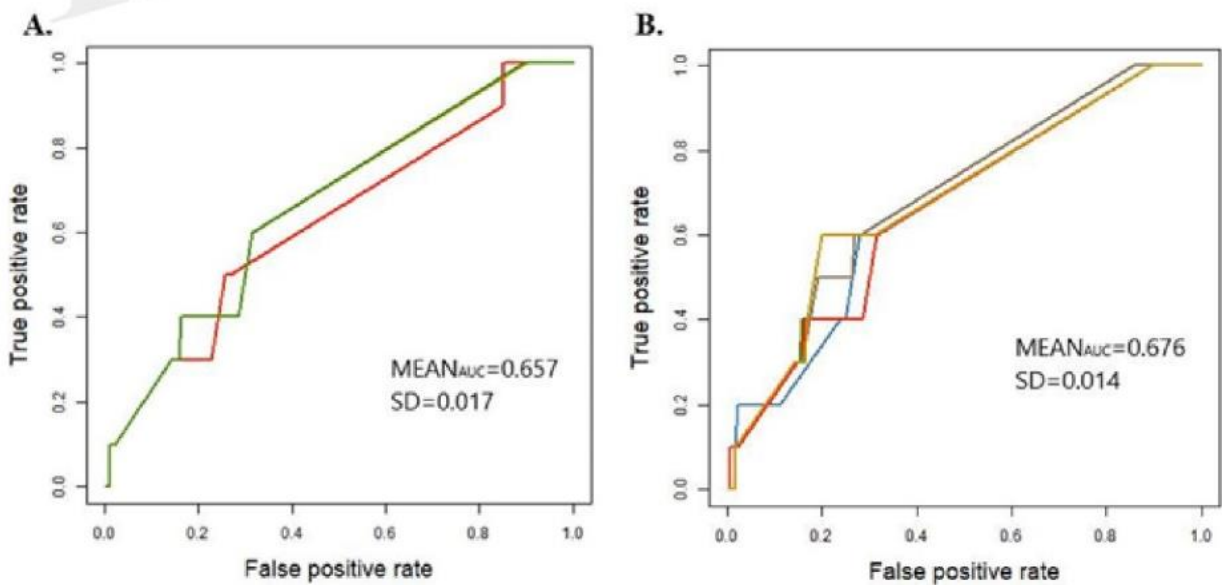 A.
1.0
0.8
0.6
0.4
0.2
0.0
True positive rate
MEANAUC=0.657
SD=0.017
0.0 0.2 0.4 0.6 0.8 1.0
False positive rate
B.
1.0
0.8
0.6
0.4
0.2
0.0
True positive rate
MEANAUC=0.676
SD=0.014
0.0 0.2 0.4 0.6 0.8 1.0
False positive rate